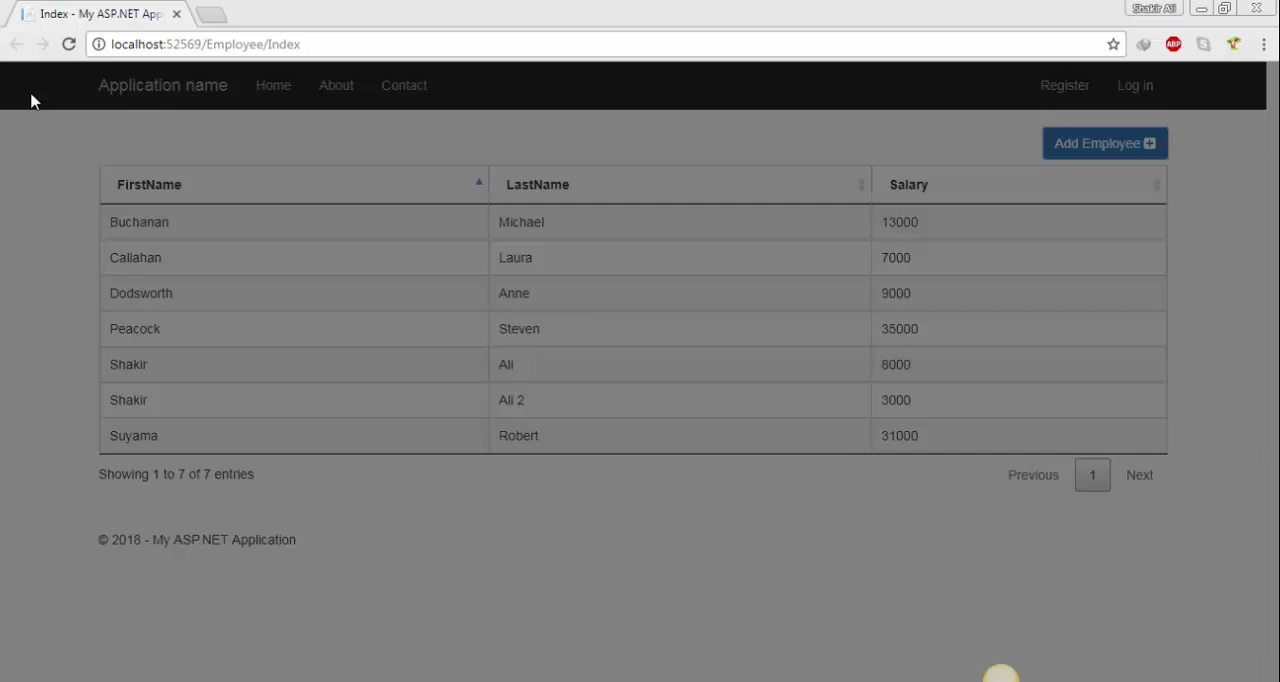 Index - My ASP.NET App
Shakir Ali
localhost:52569/Employee/Index
ABP
Application name Home About Contact Register Log in
Add Employee
FirstName LastName Salary
Buchanan Michael 13000
Callahan Laura 7000
Dodsworth Anne 9000
Peacock Steven 35000
Shakir Ali 8000
Shakir Ali 2 3000
Suyama Robert 31000
Showing 1 to 7 of 7 entries Previous 1 Next
© 2018 - My ASP.NET Application